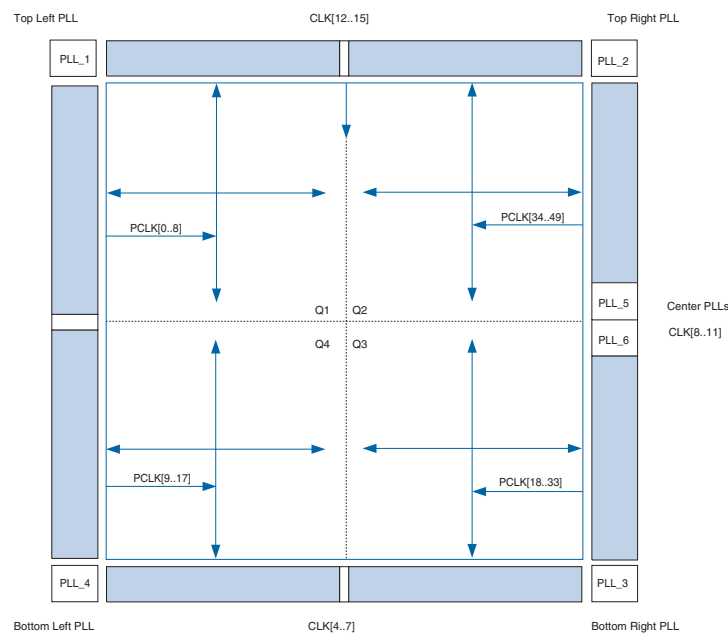 Top Left PLL
CLK[12..15]
Top Right PLL
PLL_1
PLL_2
PCLK[0..8]
PCLK[34..49]
Q1
Q2
PLL_5
Center PLLs
Q4
Q3
PLL_6
CLK[8..11]
PCLK[9..17]
PCLK[18..33]
PLL_4
PLL_3
Bottom Left PLL
CLK[4..7]
Bottom Right PLL